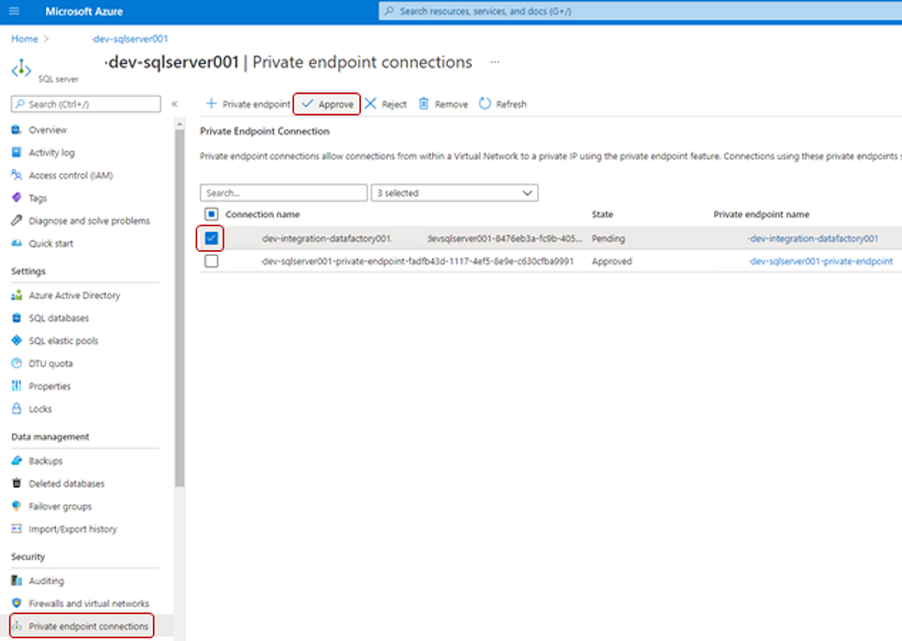 Microsoft Azure
Search resources, services, and docs (G+/)
Home >
-dev-sqlserver001
·dev-sqlserver001 | Private endpoint connections ...
SQL server
Search (Ctrl+/)
«
+ Private endpoint
Approve
Reject
Remove
Refresh
Overview
Activity log
Access control (IAM)
Tags
Diagnose and solve problems
Quick start
Settings
Azure Active Directory
SQL databases
SQL elastic pools
DTU quota
Properties
Locks
Data management
Backups
Deleted databases
Failover groups
Import/Export history
Security
Auditing
Firewalls and virtual networks
Private endpoint connections
Private Endpoint Connection
Private endpoint connections allow connections from within a Virtual Network to a private IP using the private endpoint feature. Connections using these private endpoints
Search...
3 selected
Connection name State Private endpoint name
-dev-integration-datafactory001. devsqlserver001-8476eb3a-fc9b-405... Pending -dev-integration-datafactory001
-dev-sqlserver001-private-endpoint-fadfb43d-1117-4ef5-8e9e-c630cfba9991 Approved -dev-sqlserver001-private-endpoint